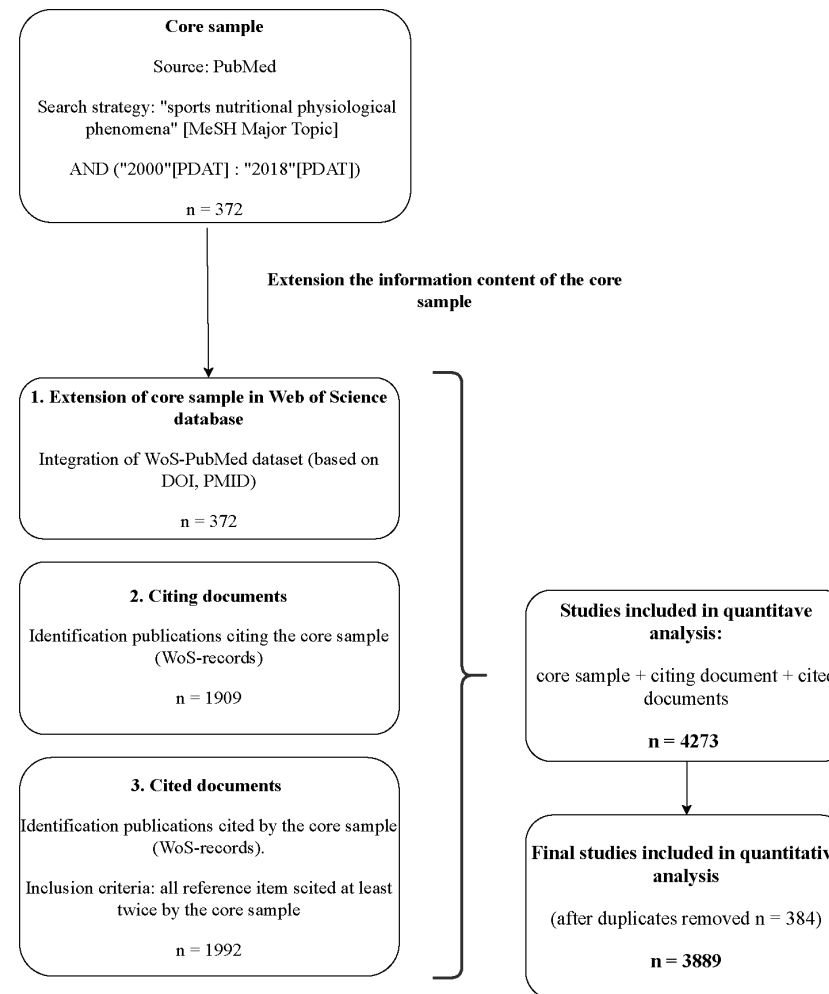 Core sample
Source: PubMed
Search strategy: "sports nutritional physiological
phenomena" [MeSH Major Topic]
AND ("2000"[PDAT] : "2018"[PDAT])
n = 372
Extension the information content of the core
sample
1. Extension of core sample in Web of Science
database
Integration of WoS-PubMed dataset (based on
DOI, PMID)
n = 372
2. Citing documents
Identification publications citing the core sample
(WoS-records)
n = 1909
3. Cited documents
Identification publications cited by the core sample
(WoS-records).
Inclusion criteria: all reference item scited at least
twice by the core sample
n = 1992
Studies included in quantitave
analysis:
core sample + citing document + cite
documents
n = 4273
Final studies included in quantitativ
analysis
(after duplicates removed n = 384)
n = 3889